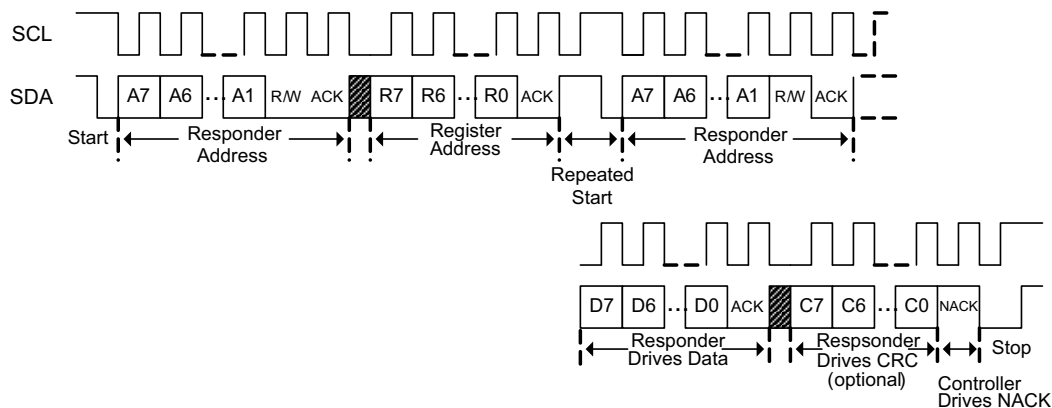 SCL
SDA
A7 A6 ... A1 R/W ACK R7 R6 ... R0 ACK A7 A6 ... A1 R/W ACK
Start
Responder
Address
Register
Address
Repeated
Start
Responder
Address
D7 D6 ... D0 ACK C7 C6 ... C0 NACK
Responder
Drives Data
Respsonder
Drives CRC
(optional)
Stop
Controller
Drives NACK